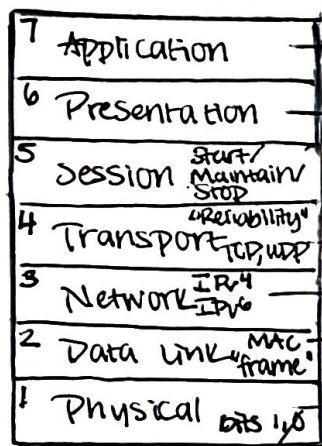 7 Application
6 Presentation
5 Session Start/
Maintain/
Stop
4 Transport "Reliability"
TCP, UDP
3 Network IPv4
IPv6
2 Data Link MAC
"frame"
1 Physical bits 1,0